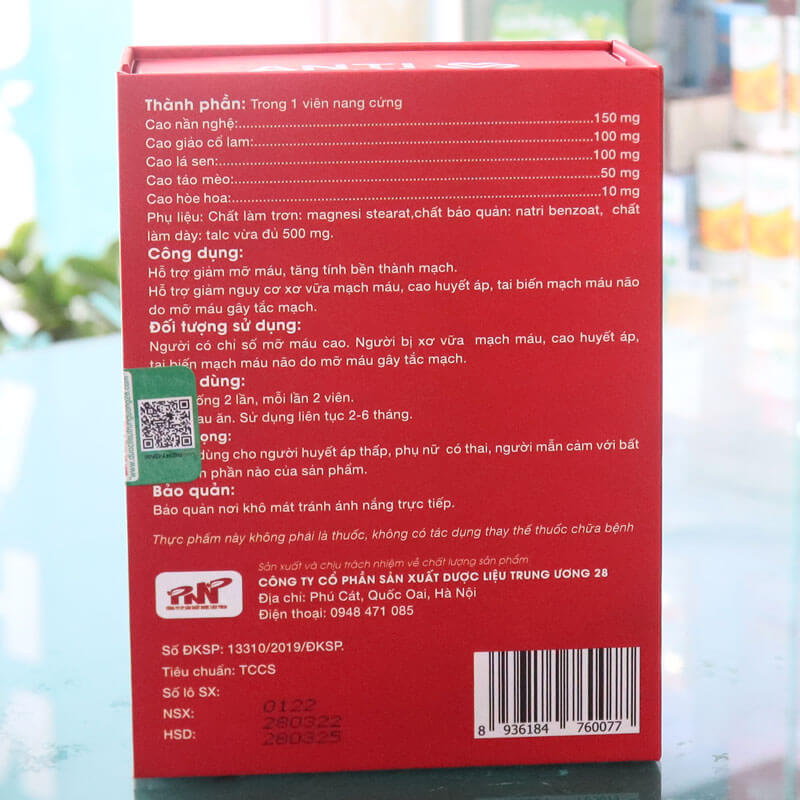 ANTI
Thành phần: Trong 1 viên nang cứng
Cao nần nghệ:......150 mg
Cao giảo cổ lam:......100 mg
Cao lá sen:......100 mg
Cao táo mèo:......50 mg
Cao hòe hoa:......10 mg
Phụ liệu: Chất làm trơn: magnesi stearat,chất bảo quản: natri benzoat, chất
làm dày: talc vừa đủ 500 mg.
Công dụng:
Hỗ trợ giảm mỡ máu, tăng tính bền thành mạch.
Hỗ trợ giảm nguy cơ xơ vữa mạch máu, cao huyết áp, tai biến mạch máu não
do mỡ máu gây tắc mạch.
Đối tượng sử dụng:
Người có chỉ số mỡ máu cao. Người bị xơ vữa mạch máu, cao huyết áp,
tai biến mạch máu não do mỡ máu gây tắc mạch.
dùng:
2 lần, mỗi lần 2 viên.
ăn. Sử dụng liên tục 2-6 tháng.
dùng cho người huyết áp thấp, phụ nữ có thai, người mẫn cảm với bất
phần nào của sản phẩm.
Bảo quản:
Bảo quản nơi khô mát tránh ánh nắng trực tiếp.
Thực phẩm này không phải là thuốc, không có tác dụng thay thế thuốc chữa bệnh
Sản xuất và chịu trách nhiệm về chất lượng sản phẩm
CÔNG TY CỔ PHẦN SẢN XUẤT DƯỢC LIỆU TRUNG ƯƠNG 28
Địa chỉ: Phú Cát, Quốc Oai, Hà Nội
Điện thoại: 0948 471 085
Số ĐKSP: 13310/2019/ĐKSP.
Tiêu chuẩn: TCCS
Số lô SX: 0122
NSX: 280322
HSD: 280325
8 936184 760077